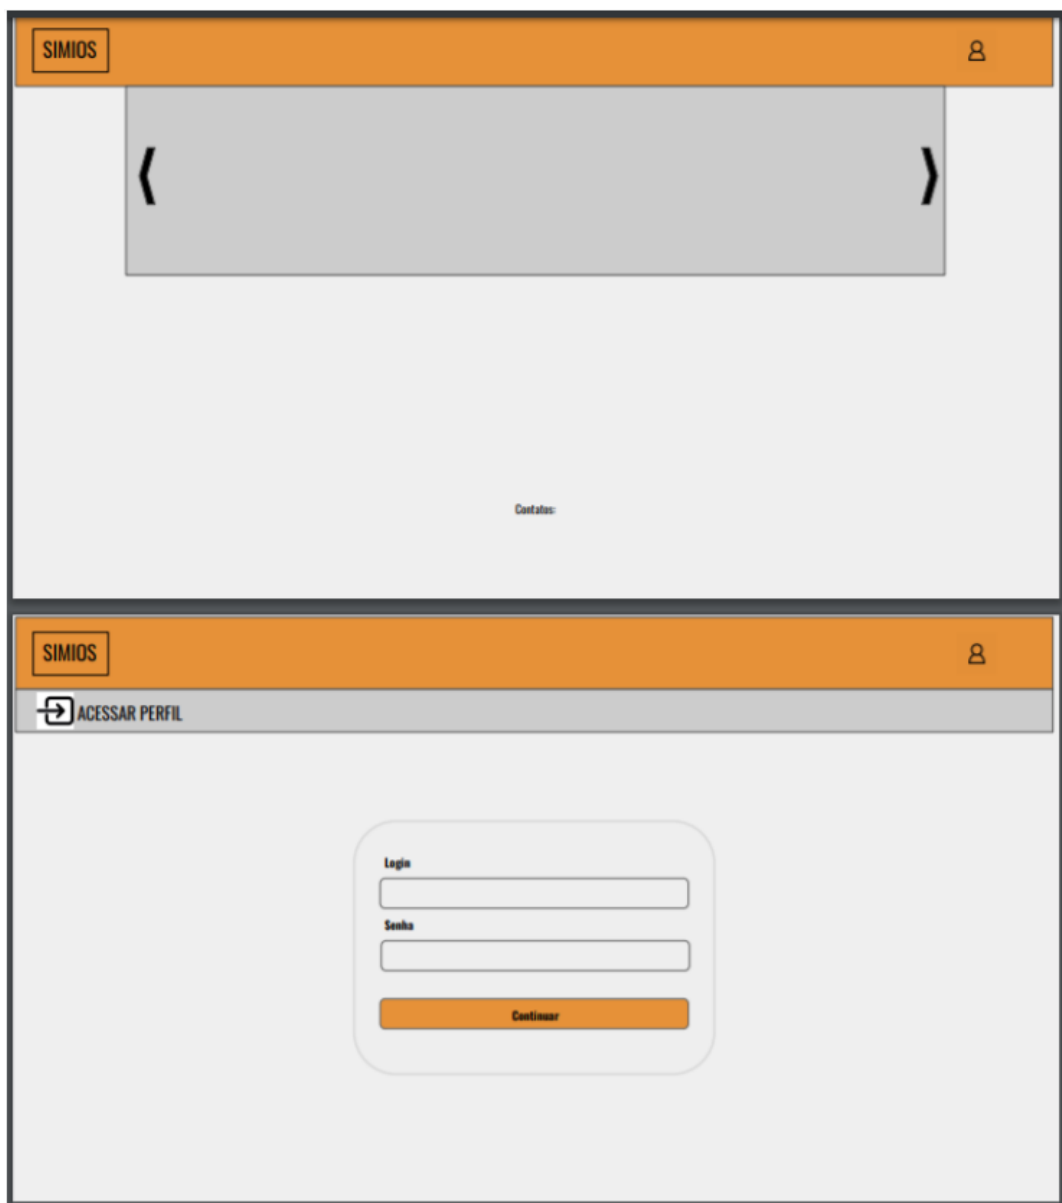 SIMIOS
Contatos:
SIMIOS
ACESSAR PERFIL
Login
Senha
Continuar